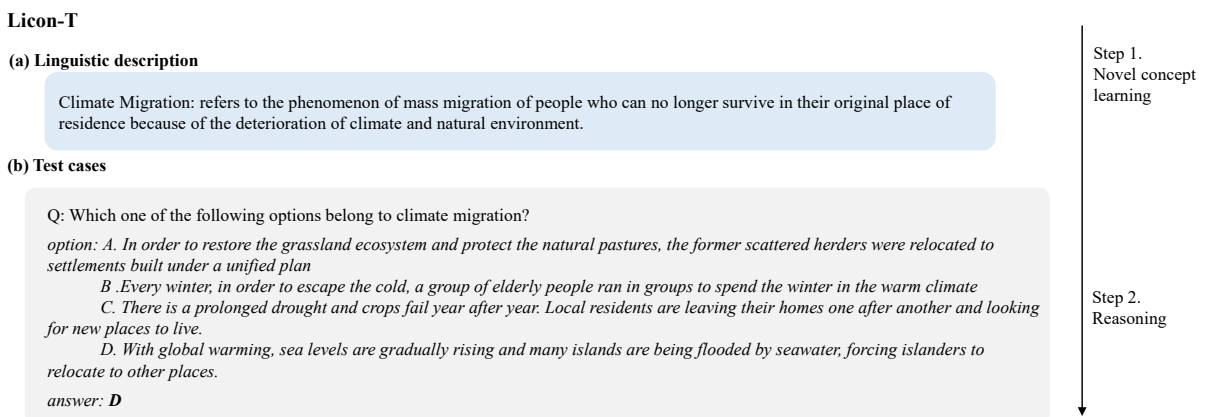 Licon-T
(a) Linguistic description
Step 1.
Novel concept
learning
Climate Migration: refers to the phenomenon of mass migration of people who can no longer survive in their original place of
residence because of the deterioration of climate and natural environment.
(b) Test cases
Q: Which one of the following options belong to climate migration?
option: A. In order to restore the grassland ecosystem and protect the natural pastures, the former scattered herders were relocated to
settlements built under a unified plan
B .Every winter, in order to escape the cold, a group of elderly people ran in groups to spend the winter in the warm climate
C. There is a prolonged drought and crops fail year after year. Local residents are leaving their homes one after another and looking
for new places to live.
D. With global warming, sea levels are gradually rising and many islands are being flooded by seawater, forcing islanders to
relocate to other places.
answer: D
Step 2.
Reasoning